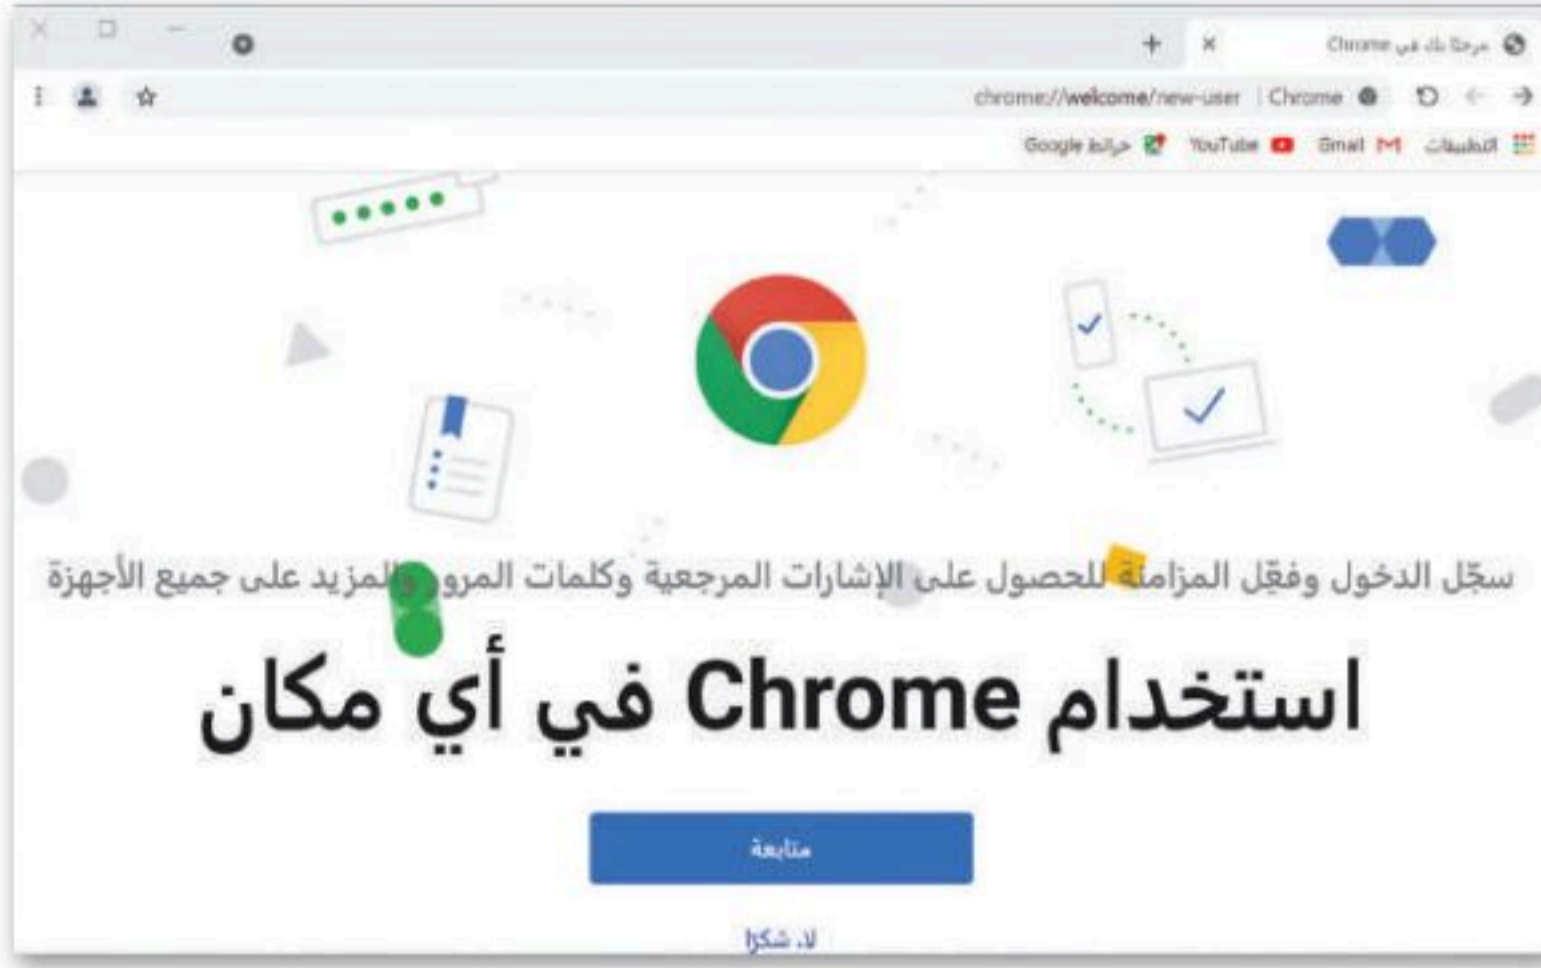 مرحبًا بك في Chrome
Chrome | chrome://welcome/new-user
التطبيقات Gmail YouTube خرائط Google
سجّل الدخول وفعّل المزامنة للحصول على الإشارات المرجعية وكلمات المرور والمزيد على جميع الأجهزة
استخدام Chrome في أي مكان
متابعة
لا، شكرًا